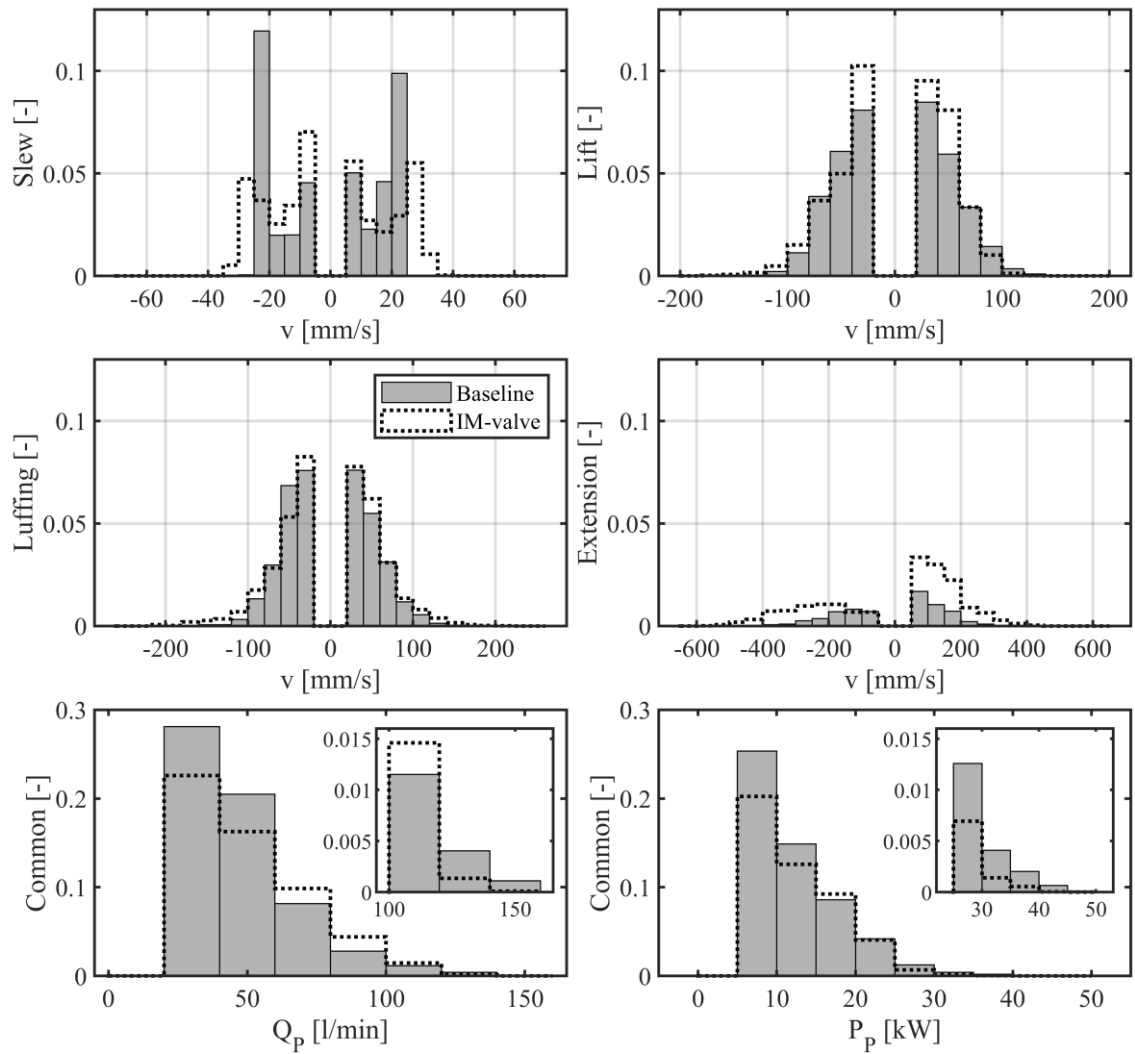 0.1
0.05
0
Slew [-]
-60 -40 -20 0 20 40 60
v [mm/s]
0.1
0.05
0
Lift [-]
-200 -100 0 100 200
v [mm/s]
0.1
0.05
0
Luffing [-]
Baseline
IM-valve
-200 -100 0 100 200
v [mm/s]
0.1
0.05
0
Extension [-]
-600 -400 -200 0 200 400 600
v [mm/s]
0.3
0.2
0.1
0
Common [-]
0.015
0.01
0.005
0
100 150
0 50 100 150
Q_P [l/min]
0.3
0.2
0.1
0
Common [-]
0.015
0.01
0.005
0
30 40 50
0 10 20 30 40 50
P_P [kW]